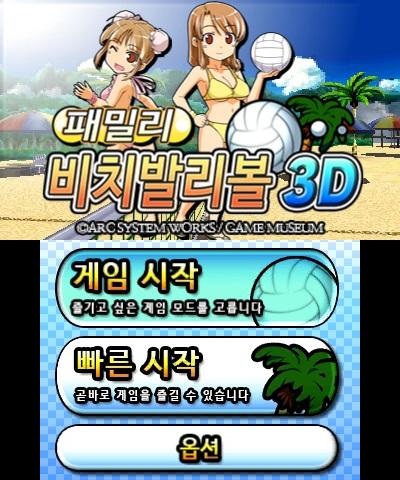 패밀리
비치발리볼 3D
©ARC SYSTEM WORKS / GAME MUSEUM
게임 시작
즐기고 싶은 게임 모드를 고릅니다
빠른 시작
곧바로 게임을 즐길 수 있습니다
옵션